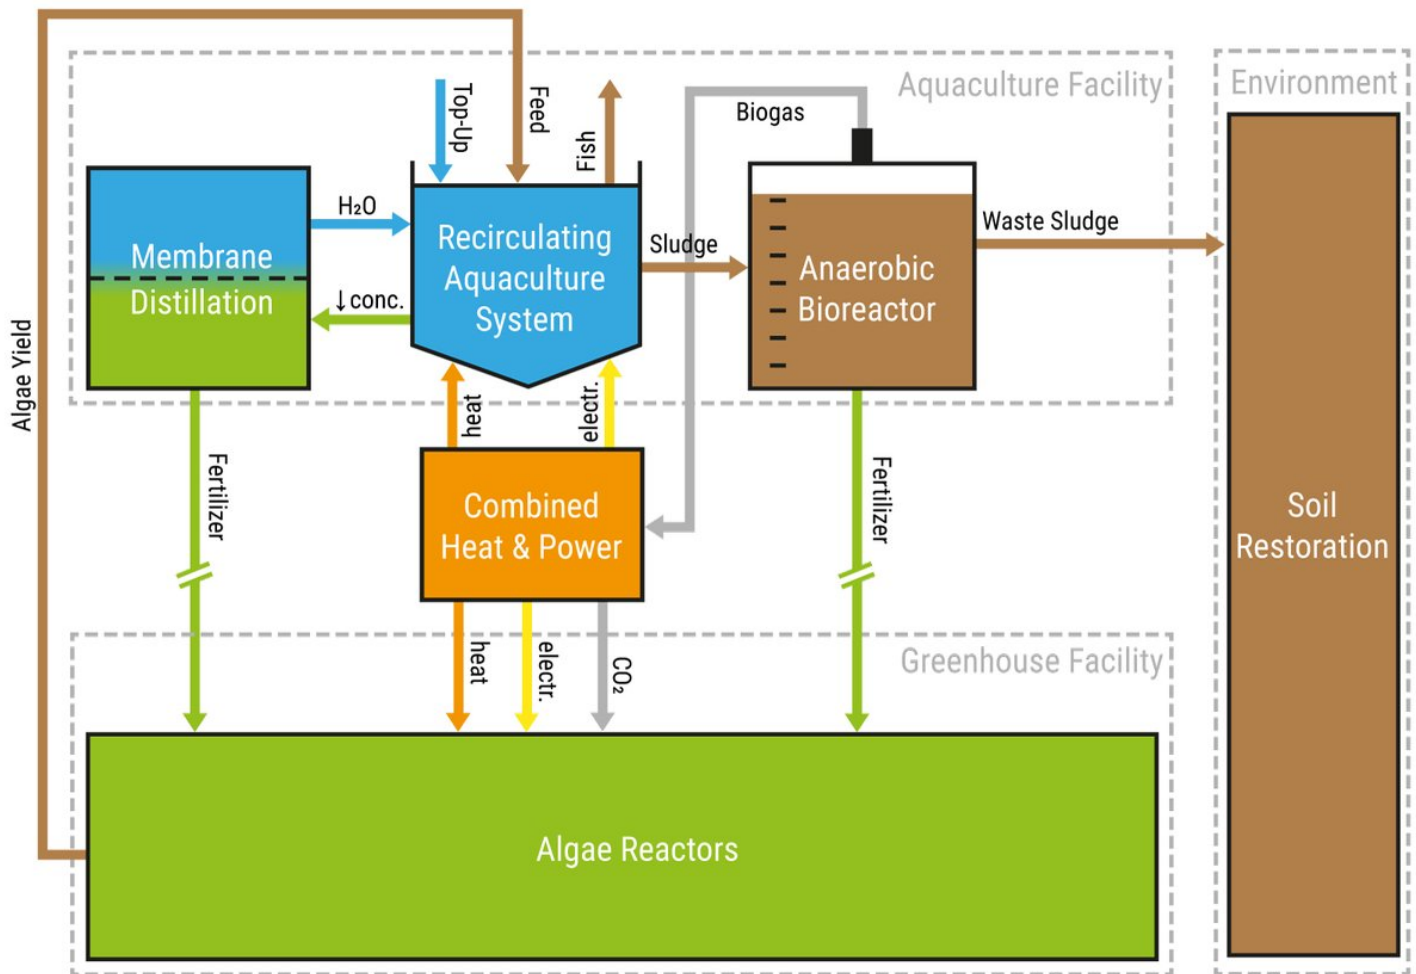 Aquaculture Facility
Environment
Top-Up
Feed
Fish
Biogas
Membrane
Distillation
H₂O
↓conc.
Recirculating
Aquaculture
System
Sludge
Anaerobic
Bioreactor
Waste Sludge
Algae Yield
heat
electr.
Fertilizer
Combined
Heat & Power
Fertilizer
Soil
Restoration
heat
electr.
CO₂
Greenhouse Facility
Algae Reactors